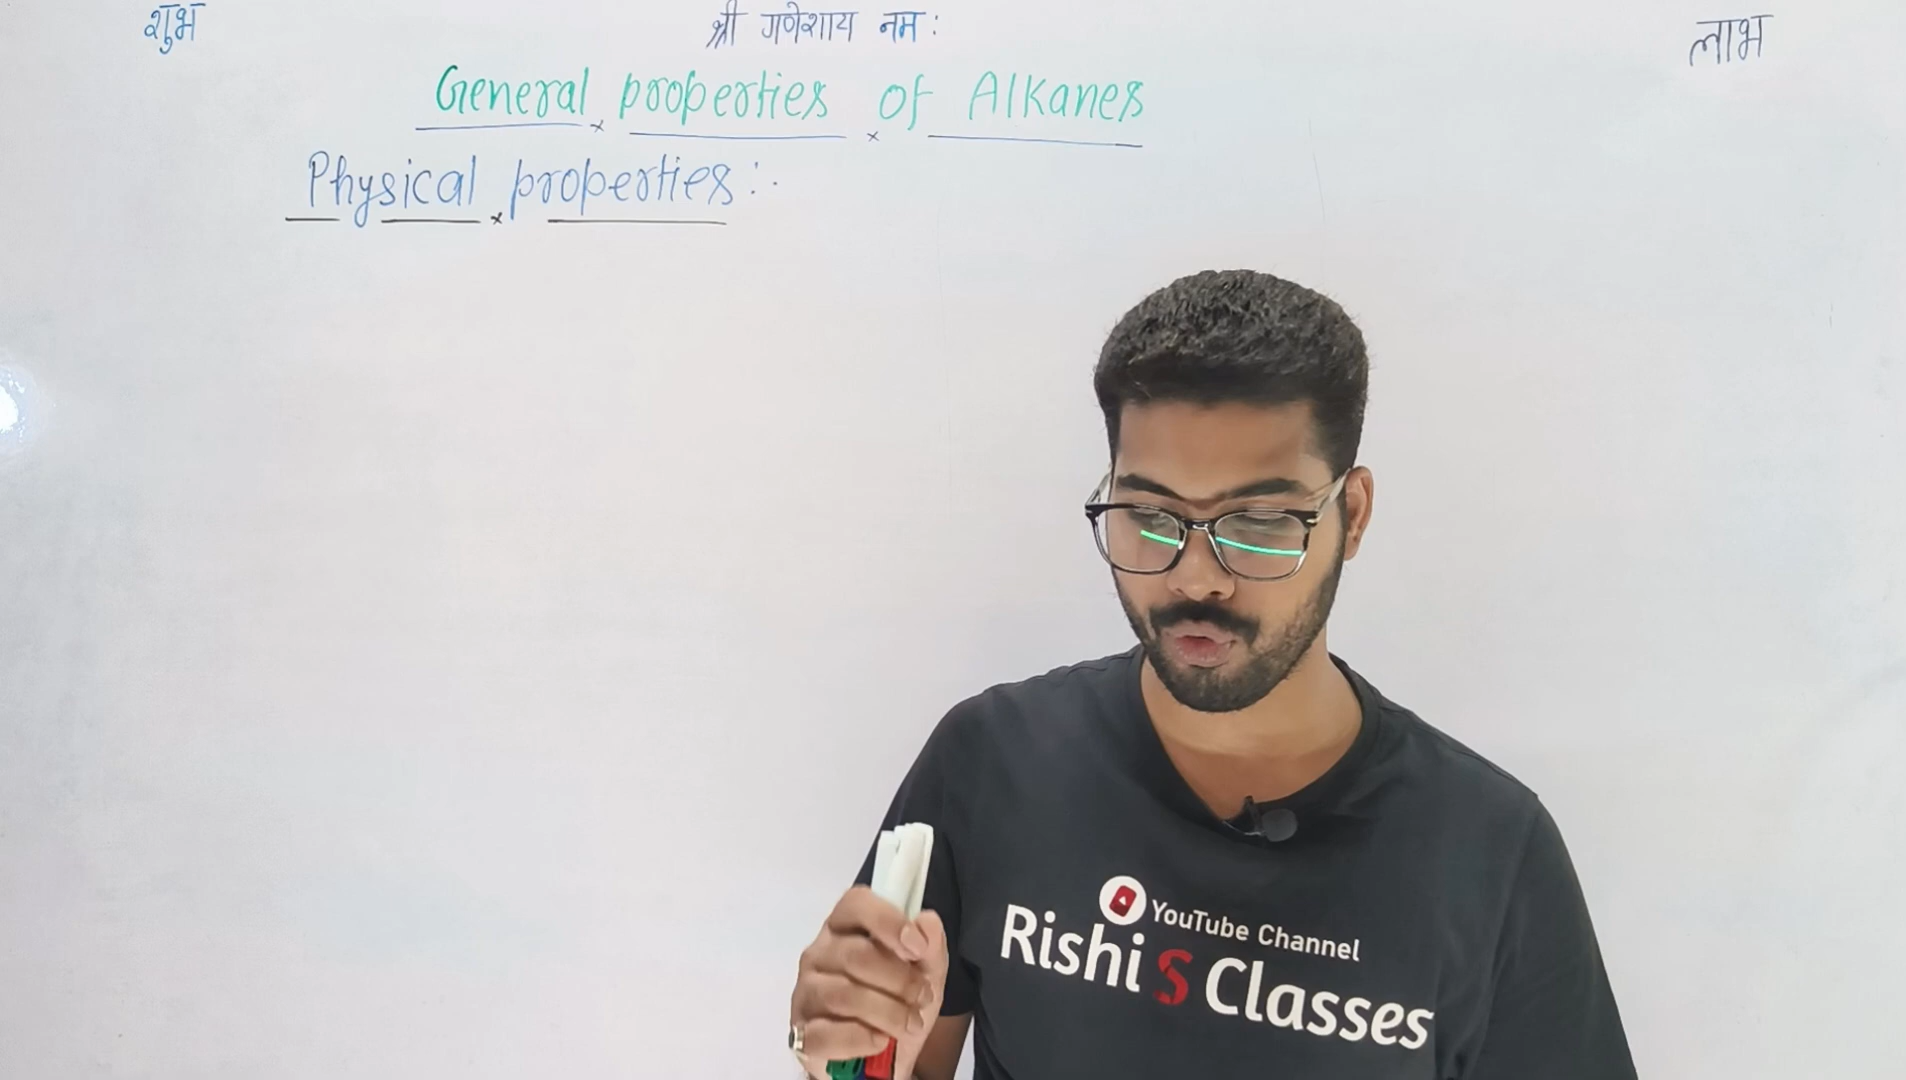 शुभ श्री गणेशाय नमः लाभ
General properties of Alkanes
Physical properties :-
YouTube Channel
Rishi S Classes